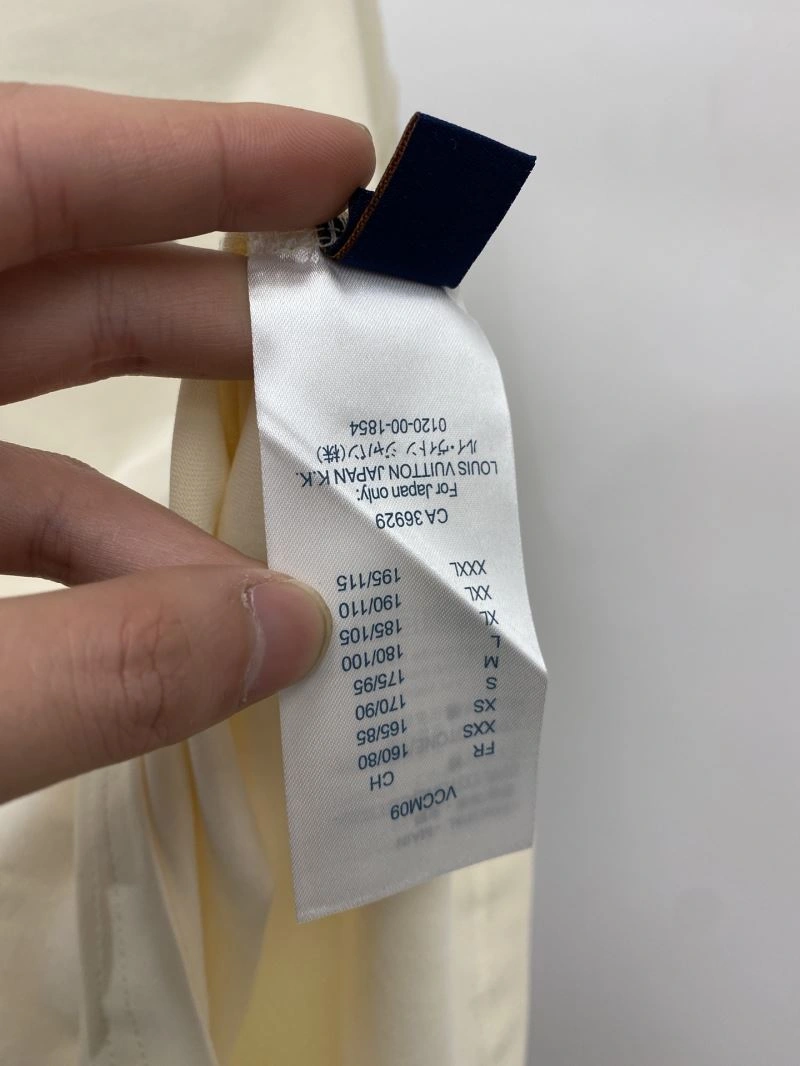 VCCM09
FR CH
XXS 160/80
XS 165/85
S 170/90
M 175/95
L 180/100
XL 185/105
XXL 190/110
XXXL 195/115
CA 36929
For Japan only:
LOUIS VUITTON JAPAN K.K.
ルイ・ヴィトン ジャパン(株)
0120-00-1854